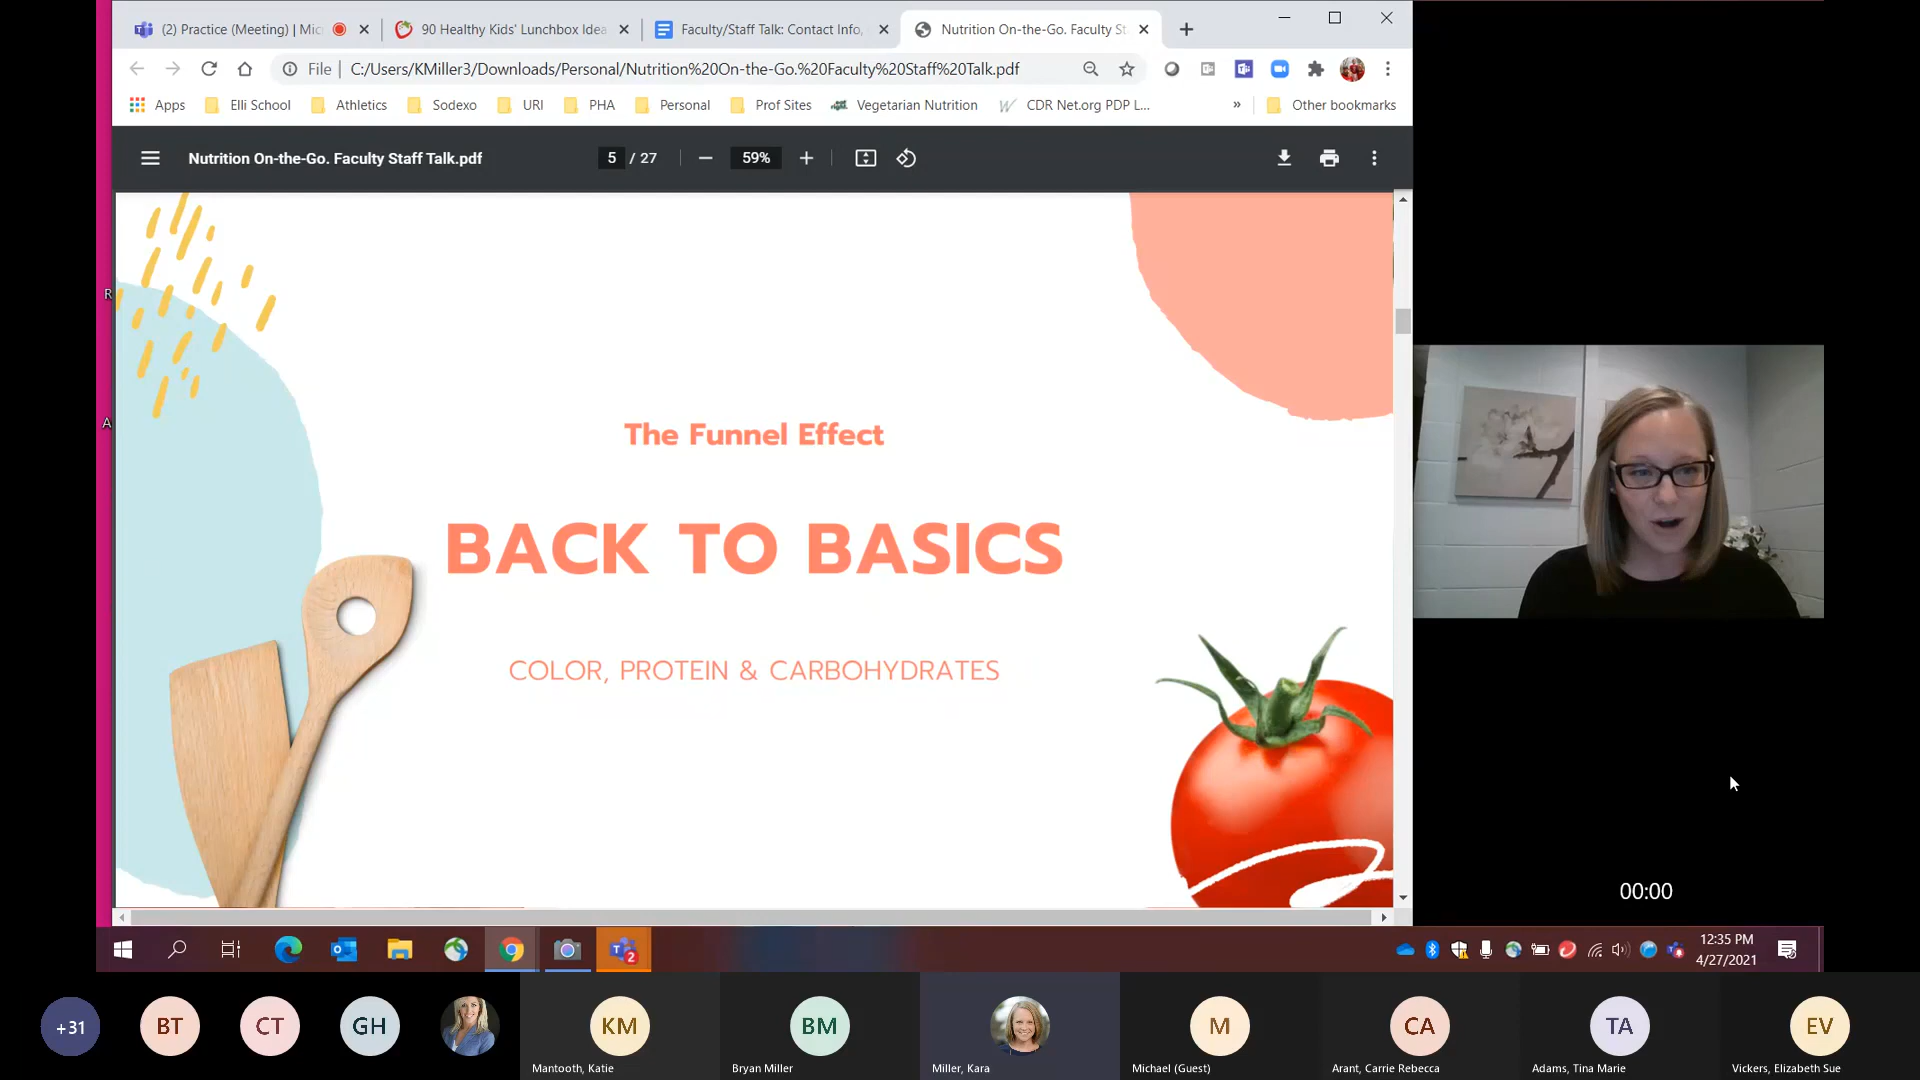 (2) Practice (Meeting) | Mic
90 Healthy Kids' Lunchbox Idea
Faculty/Staff Talk: Contact Info,
Nutrition On-the-Go. Faculty St
File | C:/Users/KMiller3/Downloads/Personal/Nutrition%20On-the-Go.%20Faculty%20Staff%20Talk.pdf
Apps Elli School Athletics Sodexo URI PHA Personal Prof Sites Vegetarian Nutrition CDR Net.org PDP L... » Other bookmarks
Nutrition On-the-Go. Faculty Staff Talk.pdf 5 / 27 59%
R
A
The Funnel Effect
BACK TO BASICS
COLOR, PROTEIN & CARBOHYDRATES
00:00
2
12:35 PM
4/27/2021
+31 BT CT GH KM BM M CA TA EV
Mantooth, Katie Bryan Miller Miller, Kara Michael (Guest) Arant, Carrie Rebecca Adams, Tina Marie Vickers, Elizabeth Sue